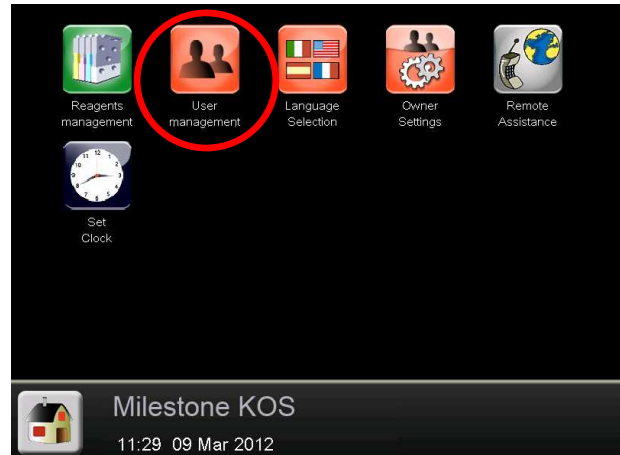 Reagents
management
User
management
Language
Selection
Owner
Settings
Remote
Assistance
Set
Clock
Milestone KOS
11:29 09 Mar 2012